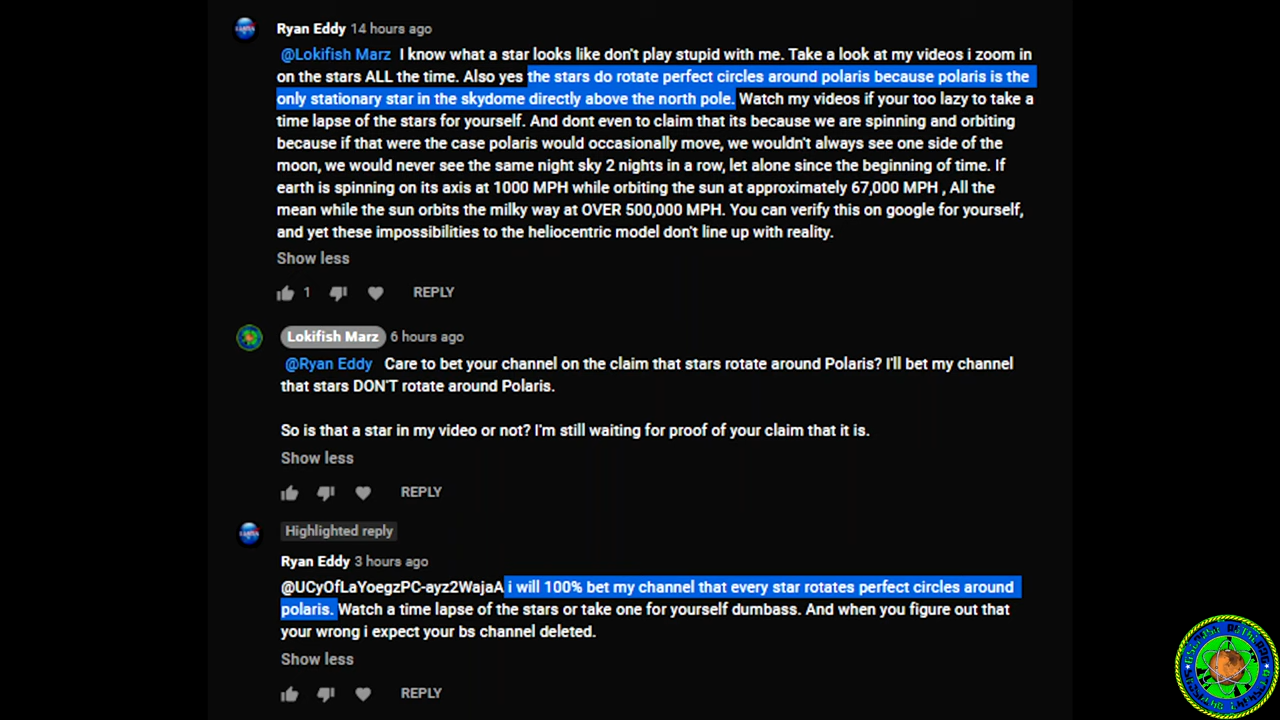 Ryan Eddy 14 hours ago
@Lokifish Marz I know what a star looks like don't play stupid with me. Take a look at my videos i zoom in
on the stars ALL the time. Also yes the stars do rotate perfect circles around polaris because polaris is the
only stationary star in the skydome directly above the north pole. Watch my videos if your too lazy to take a
time lapse of the stars for yourself. And dont even to claim that its because we are spinning and orbiting
because if that were the case polaris would occasionally move, we wouldn't always see one side of the
moon, we would never see the same night sky 2 nights in a row, let alone since the beginning of time. If
earth is spinning on its axis at 1000 MPH while orbiting the sun at approximately 67,000 MPH , All the
mean while the sun orbits the milky way at OVER 500,000 MPH. You can verify this on google for yourself,
and yet these impossibilities to the heliocentric model don't line up with reality.
Show less
1 REPLY
Lokifish Marz 6 hours ago
@Ryan Eddy Care to bet your channel on the claim that stars rotate around Polaris? I'll bet my channel
that stars DON'T rotate around Polaris.
So is that a star in my video or not? I'm still waiting for proof of your claim that it is.
Show less
REPLY
Highlighted reply
Ryan Eddy 3 hours ago
@UCyOfLaYoegzPC-ayz2WajaA i will 100% bet my channel that every star rotates perfect circles around
polaris. Watch a time lapse of the stars or take one for yourself dumbass. And when you figure out that
your wrong i expect your bs channel deleted.
Show less
REPLY